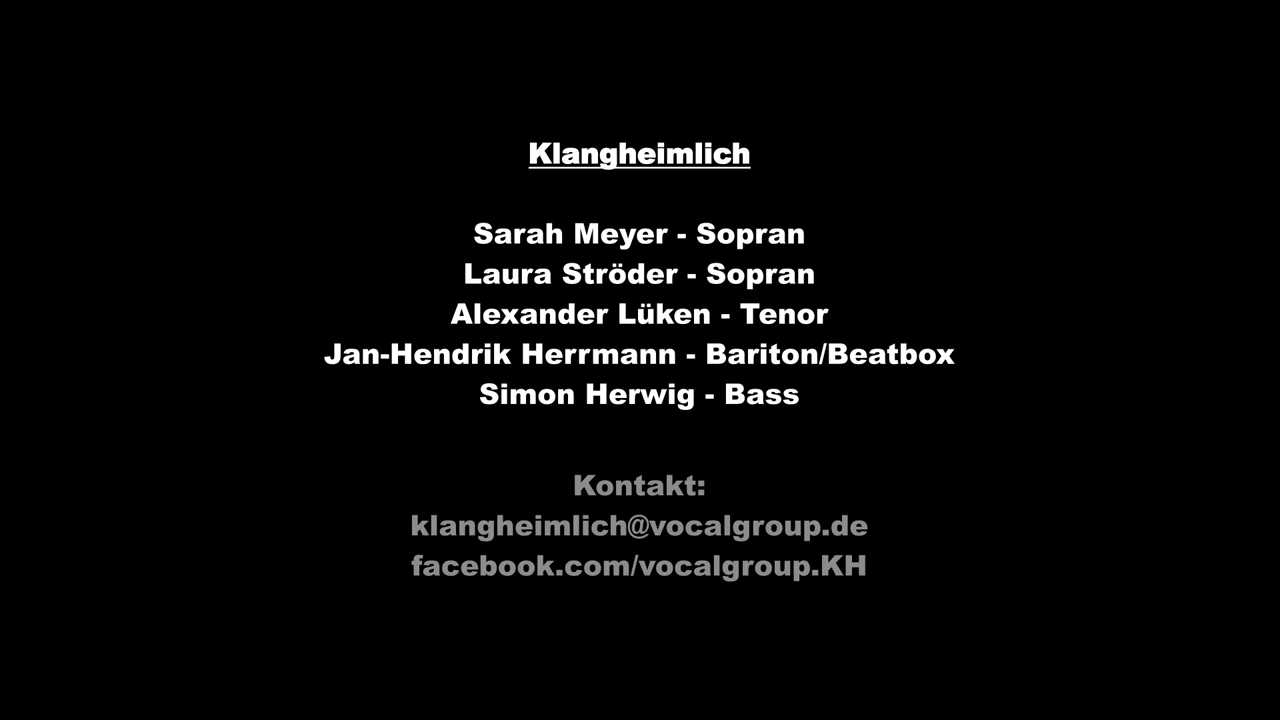 Klangheimlich
Sarah Meyer - Sopran
Laura Ströder - Sopran
Alexander Lüken - Tenor
Jan-Hendrik Herrmann - Bariton/Beatbox
Simon Herwig - Bass
Kontakt:
klangheimlich@vocalgroup.de
facebook.com/vocalgroup.KH